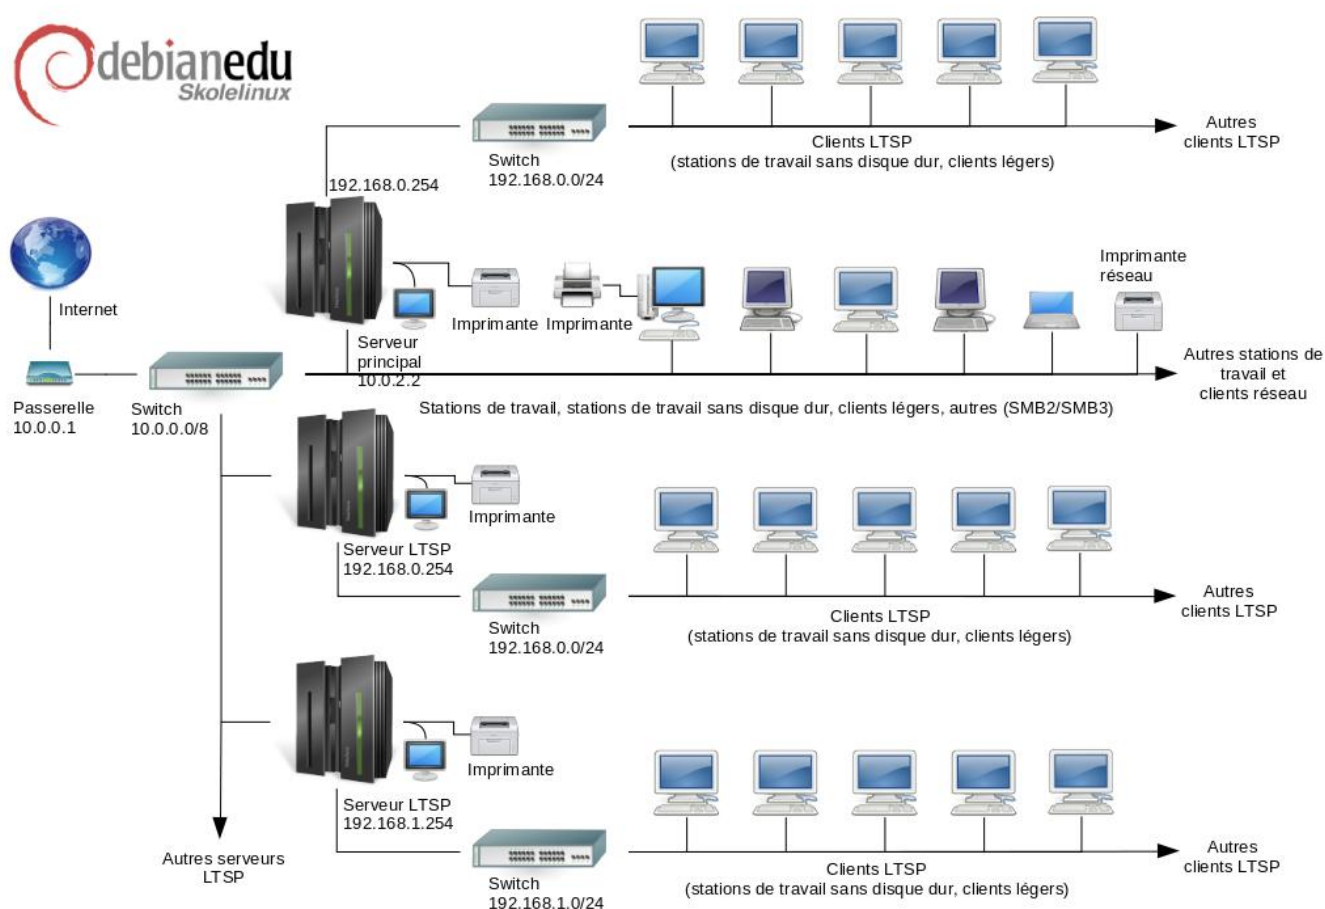 debianedu
Skolelinux
Switch
192.168.0.0/24
Clients LTSP
(stations de travail sans disque dur, clients légers)
Autres
clients LTSP
192.168.0.254
Internet
Imprimante
Imprimante
Imprimante
réseau
Serveur
principal
10.0.2.2
Passerelle
10.0.0.1
Switch
10.0.0.0/8
Stations de travail, stations de travail sans disque dur, clients légers, autres (SMB2/SMB3)
Autres stations de
travail et
clients réseau
Imprimante
Serveur LTSP
192.168.0.254
Switch
192.168.0.0/24
Clients LTSP
(stations de travail sans disque dur, clients légers)
Autres
clients LTSP
Imprimante
Serveur LTSP
192.168.1.254
Autres serveurs
LTSP
Switch
192.168.1.0/24
Clients LTSP
(stations de travail sans disque dur, clients légers)
Autres
clients LTSP